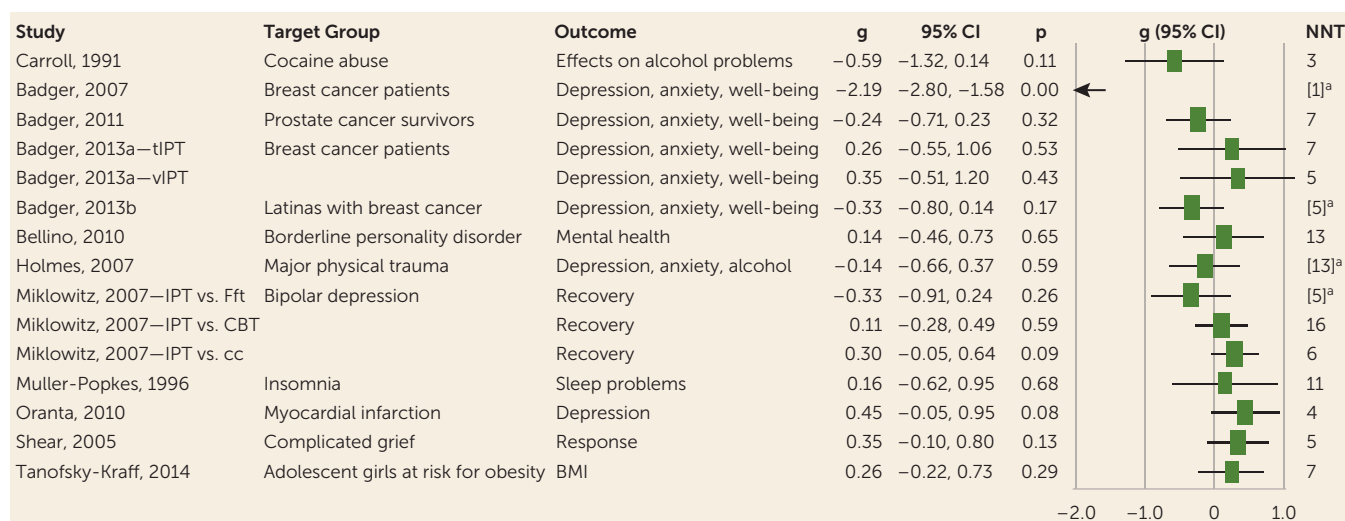 Study Target Group Outcome g 95% CI p g (95% CI) NNT
Carroll, 1991 Cocaine abuse Effects on alcohol problems −0.59 −1.32, 0.14 0.11 3
Badger, 2007 Breast cancer patients Depression, anxiety, well-being −2.19 −2.80, −1.58 0.00 [1]a
Badger, 2011 Prostate cancer survivors Depression, anxiety, well-being −0.24 −0.71, 0.23 0.32 7
Badger, 2013a—tIPT Breast cancer patients Depression, anxiety, well-being 0.26 −0.55, 1.06 0.53 7
Badger, 2013a—vIPT Depression, anxiety, well-being 0.35 −0.51, 1.20 0.43 5
Badger, 2013b Latinas with breast cancer Depression, anxiety, well-being −0.33 −0.80, 0.14 0.17 [5]a
Bellino, 2010 Borderline personality disorder Mental health 0.14 −0.46, 0.73 0.65 13
Holmes, 2007 Major physical trauma Depression, anxiety, alcohol −0.14 −0.66, 0.37 0.59 [13]a
Miklowitz, 2007—IPT vs. Fft Bipolar depression Recovery −0.33 −0.91, 0.24 0.26 [5]a
Miklowitz, 2007—IPT vs. CBT Recovery 0.11 −0.28, 0.49 0.59 16
Miklowitz, 2007—IPT vs. cc Recovery 0.30 −0.05, 0.64 0.09 6
Muller-Popkes, 1996 Insomnia Sleep problems 0.16 −0.62, 0.95 0.68 11
Oranta, 2010 Myocardial infarction Depression 0.45 −0.05, 0.95 0.08 4
Shear, 2005 Complicated grief Response 0.35 −0.10, 0.80 0.13 5
Tanofsky-Kraff, 2014 Adolescent girls at risk for obesity BMI 0.26 −0.22, 0.73 0.29 7
−2.0 −1.0 0 1.0